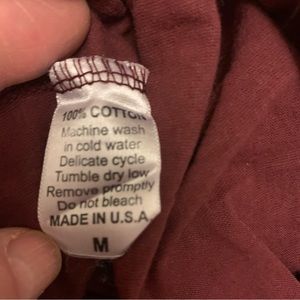 100% COTTON
Machine wash
in cold water
Delicate cycle
Tumble dry low
Remove promptly
Do not bleach
MADE IN U.S.A
M